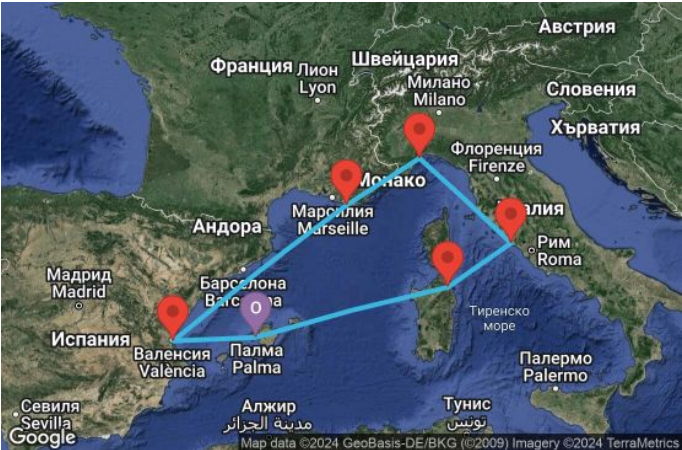 Австрия
Швейцария
Франция
Лион
Lyon
Милано
Milano
Словения
Хърватия
Флоренция
Firenze
Монако
Марсилия
Marseille
Италия
Андора
Рим
Roma
Мадрид
Madrid
Барселона
Barcelona
0
Тиренско
море
Испания
Валенсия
València
Палма
Palma
Палермо
Palermo
Севиля
Sevilla
Алжир
مدينة الجزائر
Тунис
تونس
Google
Map data ©2024 GeoBasis-DE/BKG (©2009) Imagery ©2024 TerraMetrics